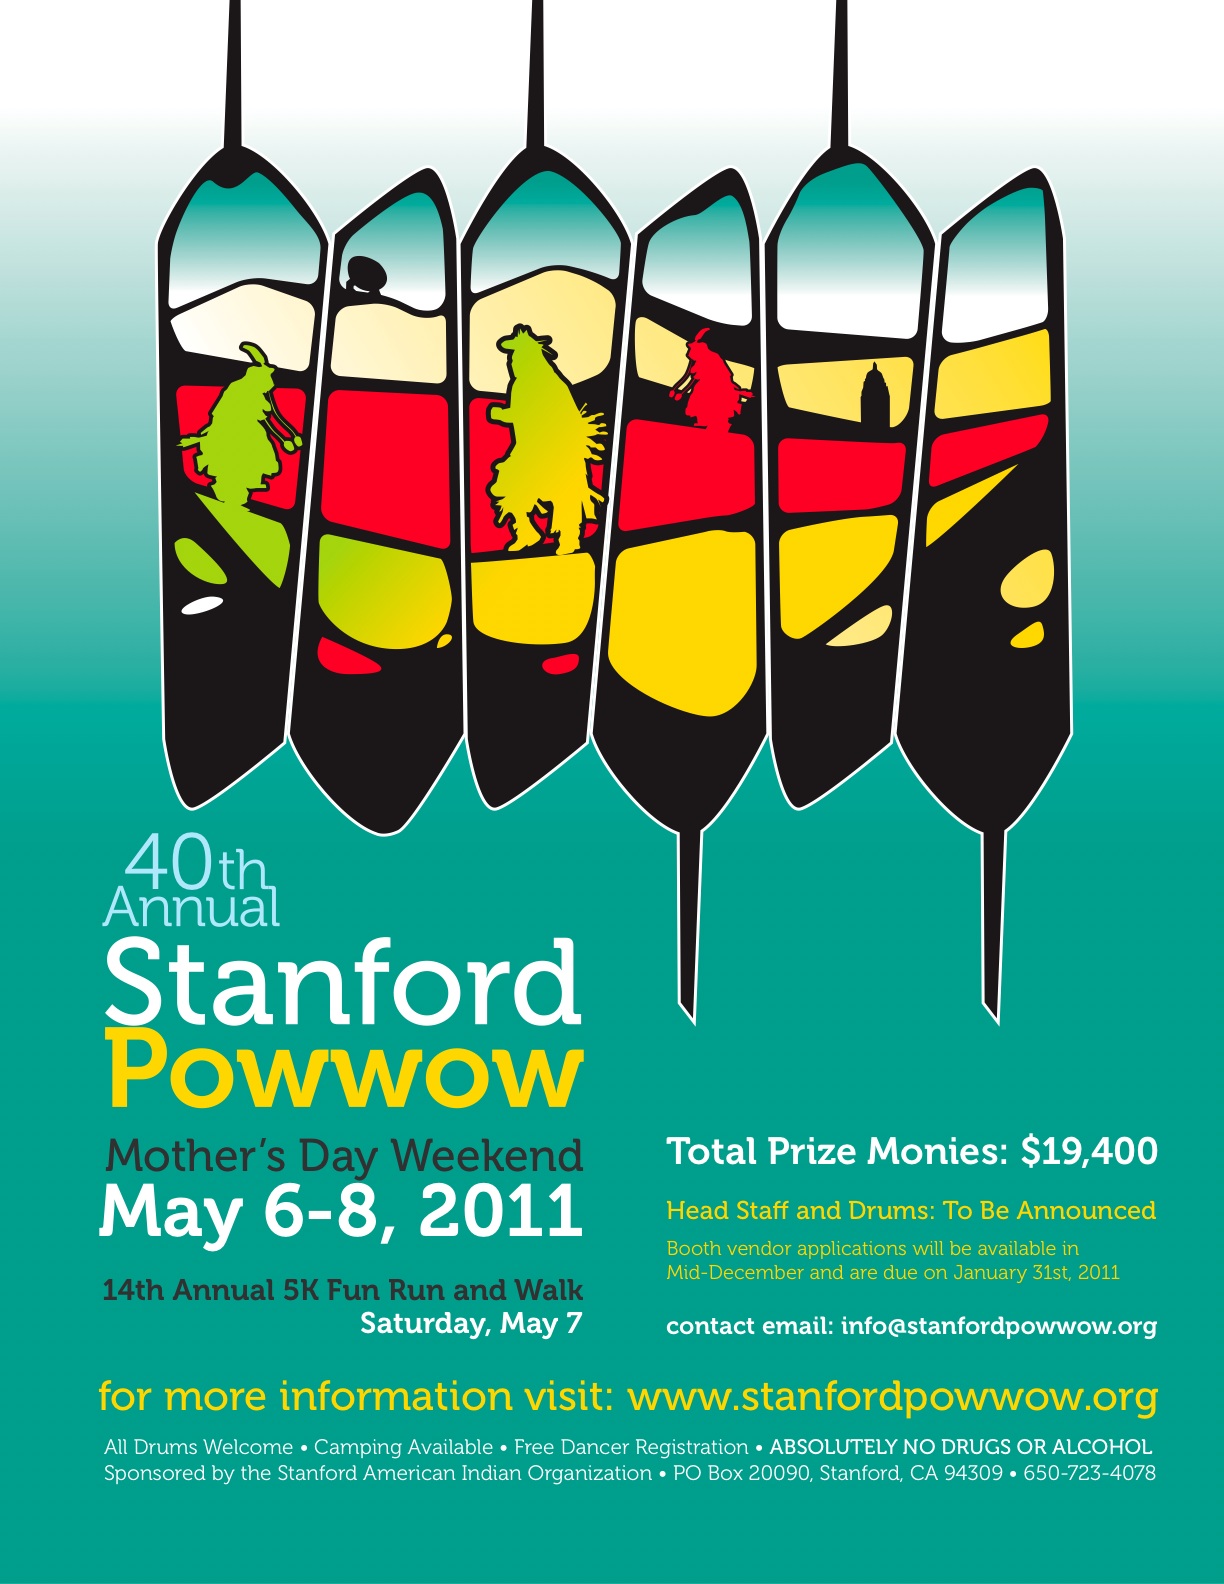 40th
Annual
Stanford
Powwow
Mother's Day Weekend
May 6-8, 2011
14th Annual 5K Fun Run and Walk
Saturday, May 7
Total Prize Monies: $19,400
Head Staff and Drums: To Be Announced
Booth vendor applications will be available in
Mid-December and are due on January 31st, 2011
contact email: info@stanfordpowwow.org
for more information visit: www.stanfordpowwow.org
All Drums Welcome • Camping Available • Free Dancer Registration • ABSOLUTELY NO DRUGS OR ALCOHOL
Sponsored by the Stanford American Indian Organization • PO Box 20090, Stanford, CA 94309 • 650-723-4078